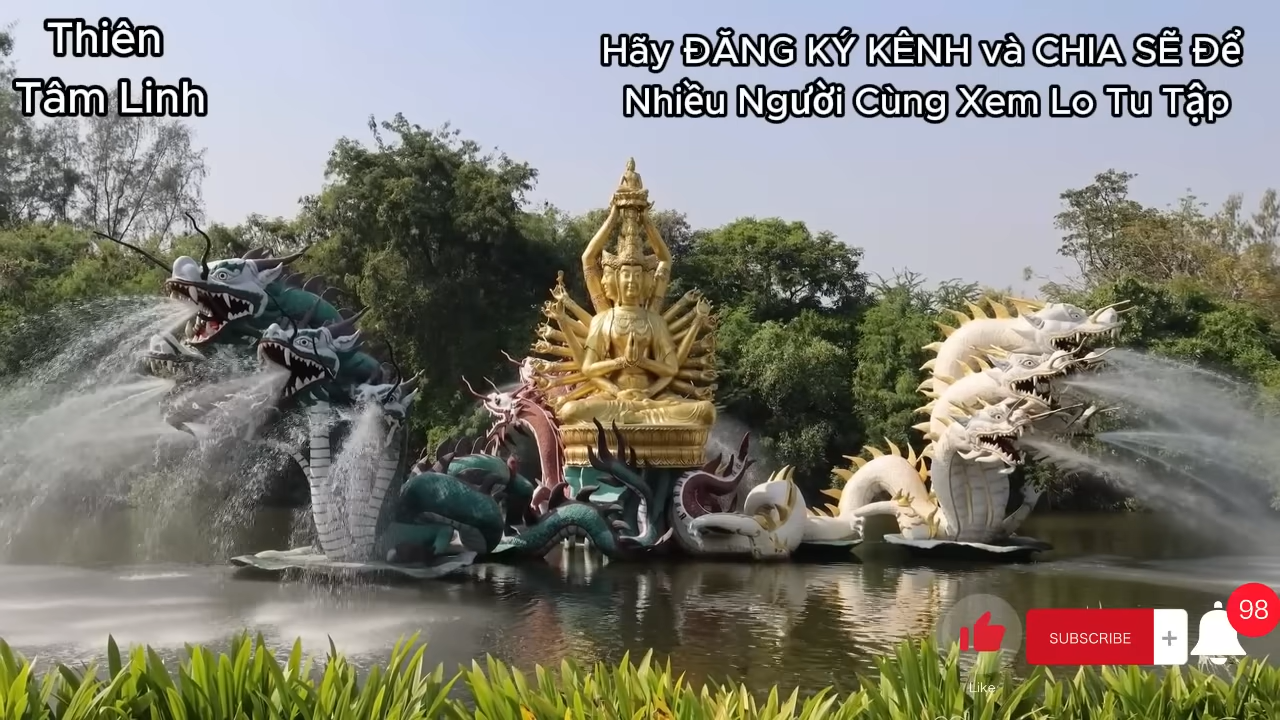 Thiên
Tâm Linh
Hãy ĐĂNG KÝ KÊNH và CHIA SẼ Để
Nhiều Người Cùng Xem Lo Tu Tập
98
SUBSCRIBE
Like